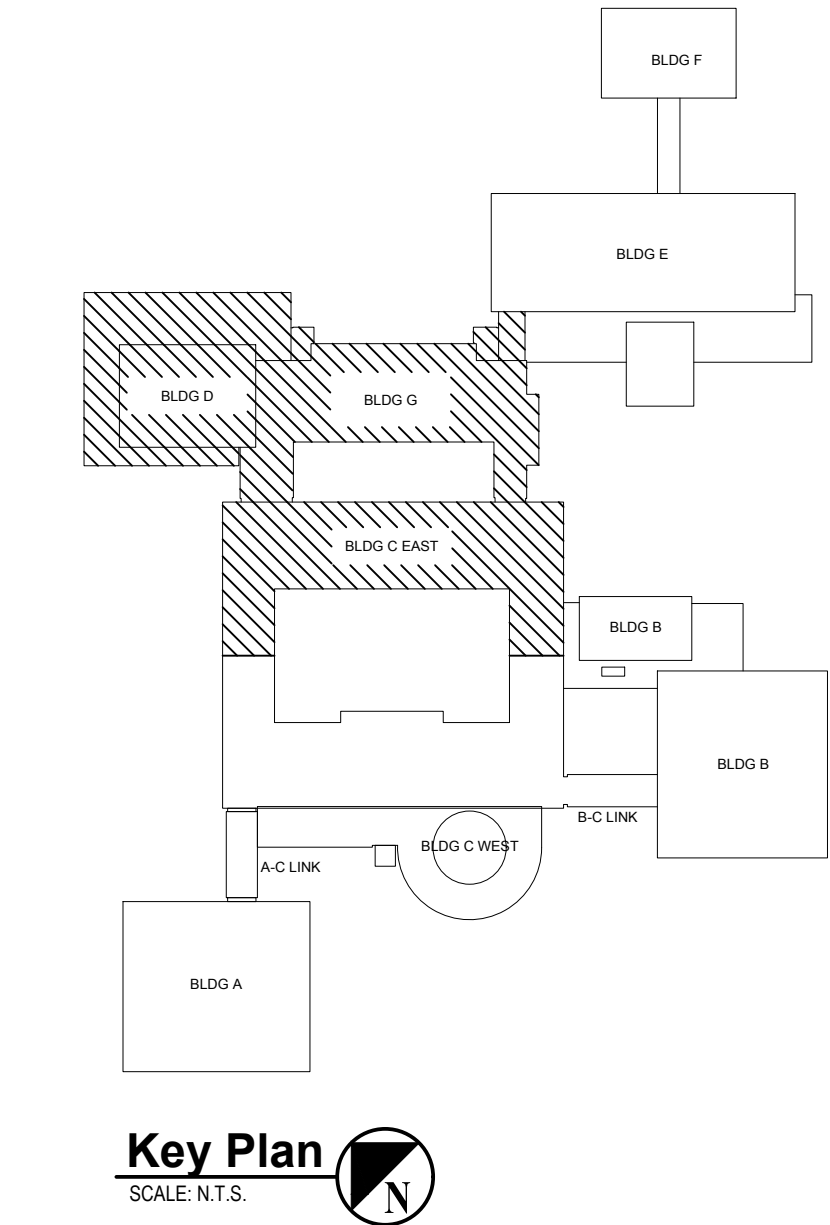 BLDG F
BLDG E
BLDG D
BLDG G
BLDG C EAST
BLDG B
BLDG B
B-C LINK
BLDG C WEST
A-C LINK
BLDG A
Key Plan
SCALE: N.T.S.
N